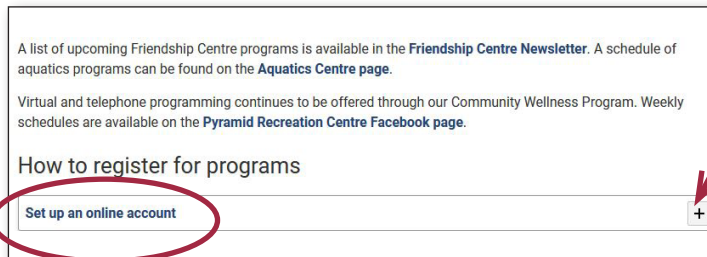 A list of upcoming Friendship Centre programs is available in the Friendship Centre Newsletter. A schedule of
aquatics programs can be found on the Aquatics Centre page.
Virtual and telephone programming continues to be offered through our Community Wellness Program. Weekly
schedules are available on the Pyramid Recreation Centre Facebook page.
How to register for programs
Set up an online account +